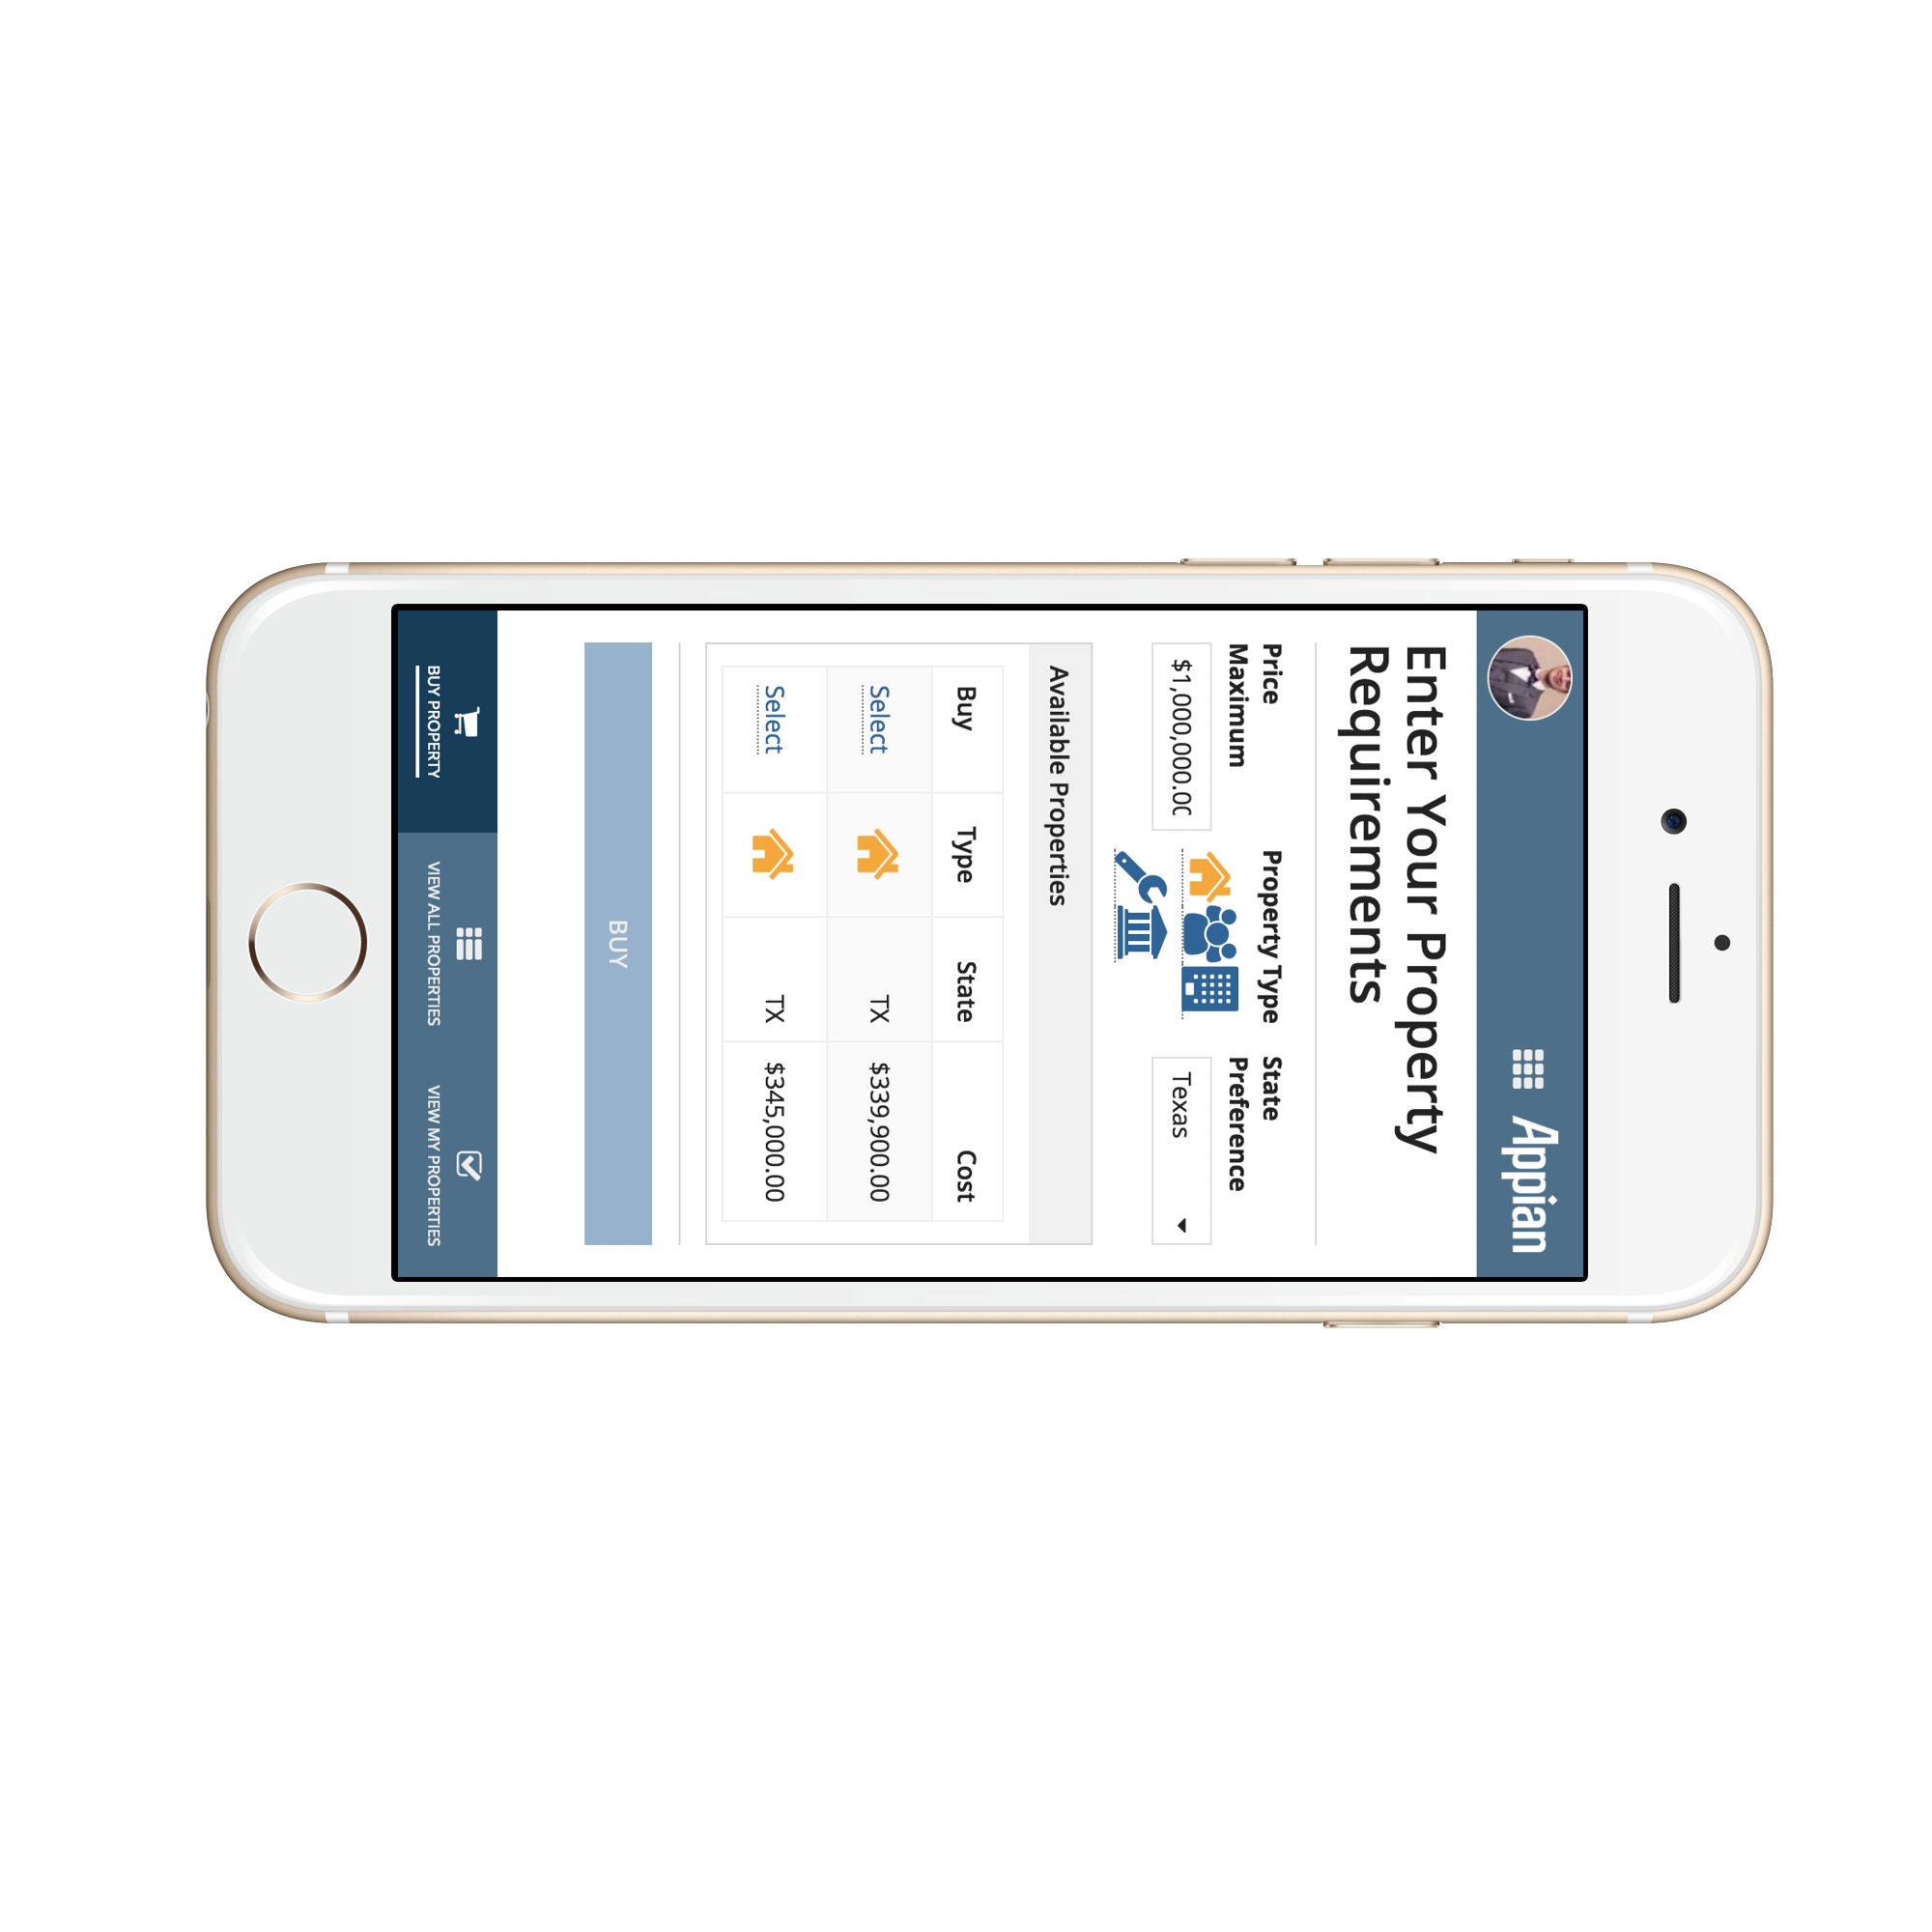 Appian
Enter Your Property
Requirements
Price
Maximum
$1,000,000.00
Property Type
State
Preference
Texas
Available Properties
Buy Type State Cost
Select TX $339,900.00
Select TX $345,000.00
BUY
BUY PROPERTY
VIEW ALL PROPERTIES
VIEW MY PROPERTIES